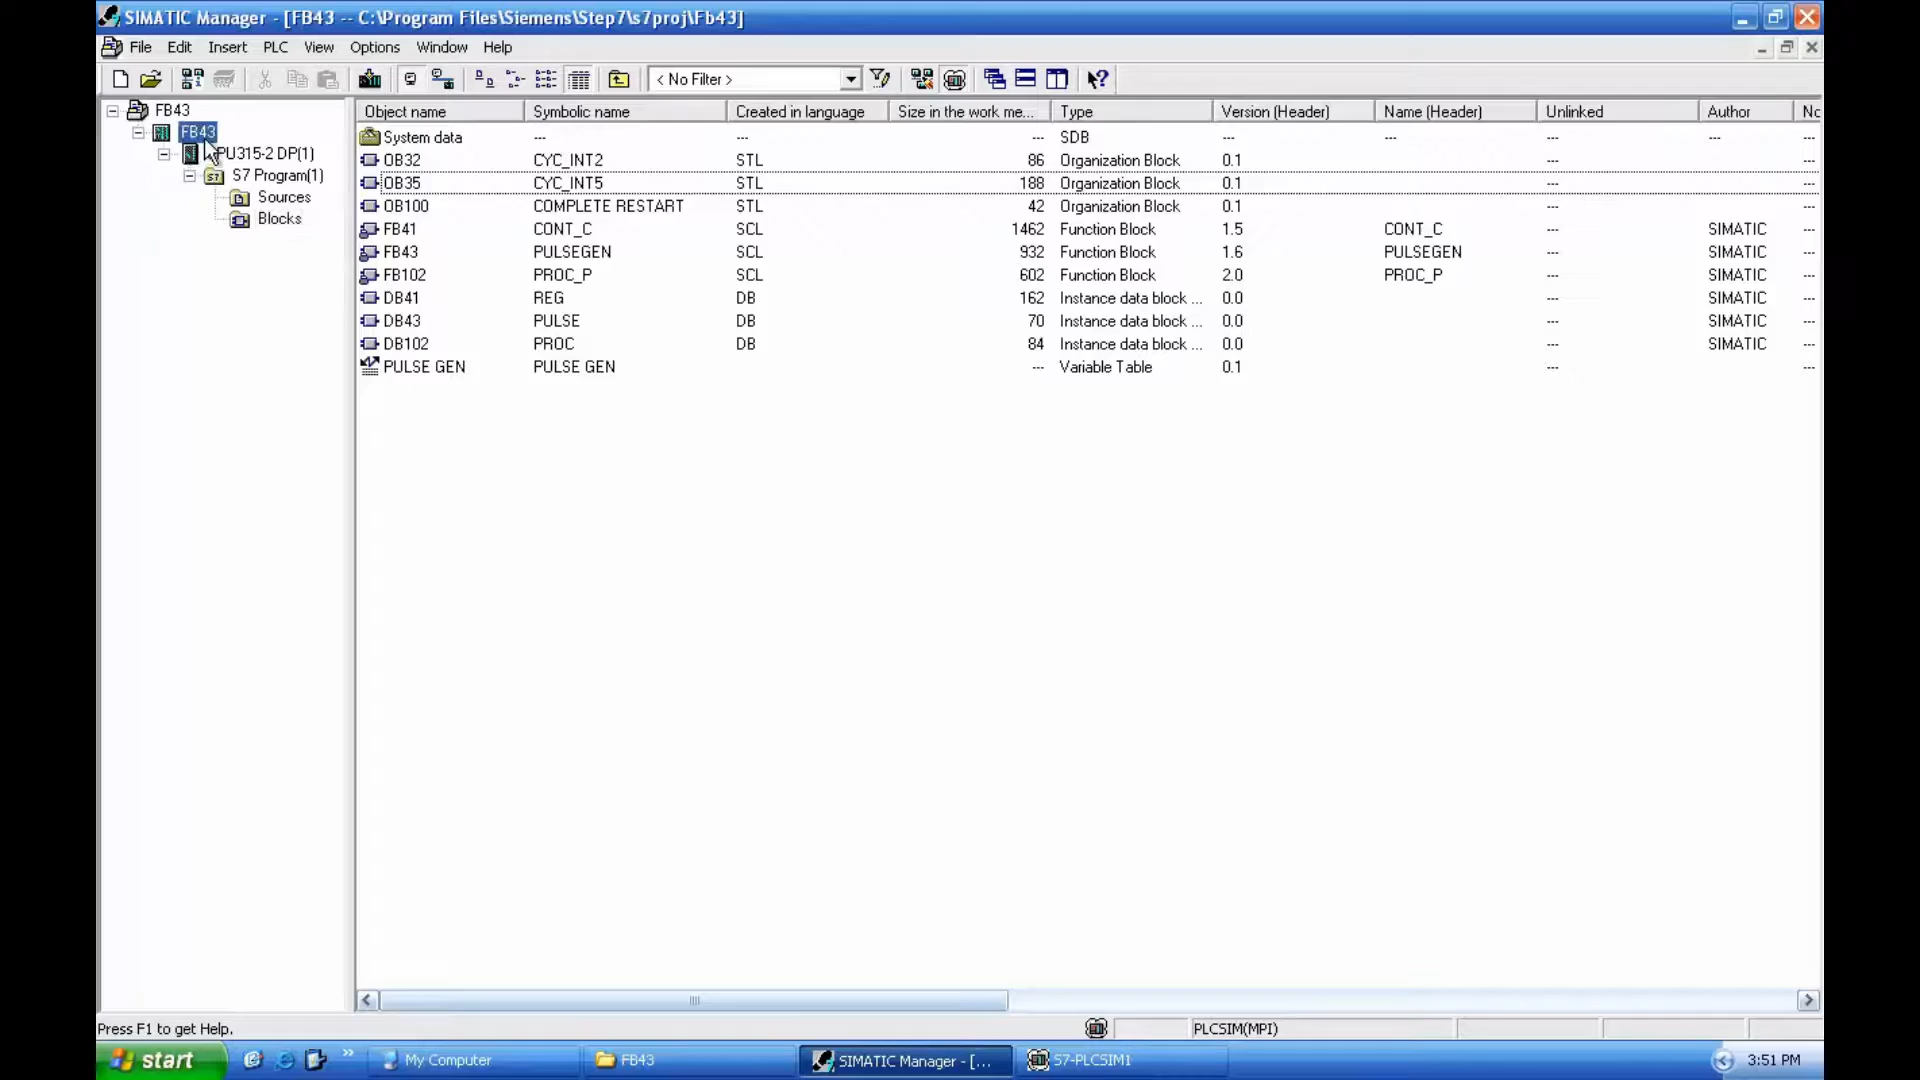 SIMATIC Manager - [FB43 -- C:\Program Files\Siemens\Step7\s7proj\Fb43]
File Edit Insert PLC View Options Window Help
< No Filter >
FB43
FB43
PU315-2 DP(1)
S7 Program(1)
Sources
Blocks
Object name Symbolic name Created in language Size in the work me... Type Version (Header) Name (Header) Unlinked Author
System data --- --- --- SDB --- --- --- --- ---
OB32 CYC_INT2 STL 86 Organization Block 0.1 --- ---
OB35 CYC_INT5 STL 188 Organization Block 0.1 --- ---
OB100 COMPLETE RESTART STL 42 Organization Block 0.1 --- ---
FB41 CONT_C SCL 1462 Function Block 1.5 CONT_C --- SIMATIC ---
FB43 PULSEGEN SCL 932 Function Block 1.6 PULSEGEN --- SIMATIC ---
FB102 PROC_P SCL 602 Function Block 2.0 PROC_P --- SIMATIC ---
DB41 REG DB 162 Instance data block ... 0.0 --- SIMATIC ---
DB43 PULSE DB 70 Instance data block ... 0.0 --- SIMATIC ---
DB102 PROC DB 84 Instance data block ... 0.0 --- SIMATIC ---
PULSE GEN PULSE GEN --- Variable Table 0.1 --- ---
Press F1 to get Help. PLCSIM(MPI)
start My Computer FB43 SIMATIC Manager - [... S7-PLCSIM1 3:51 PM